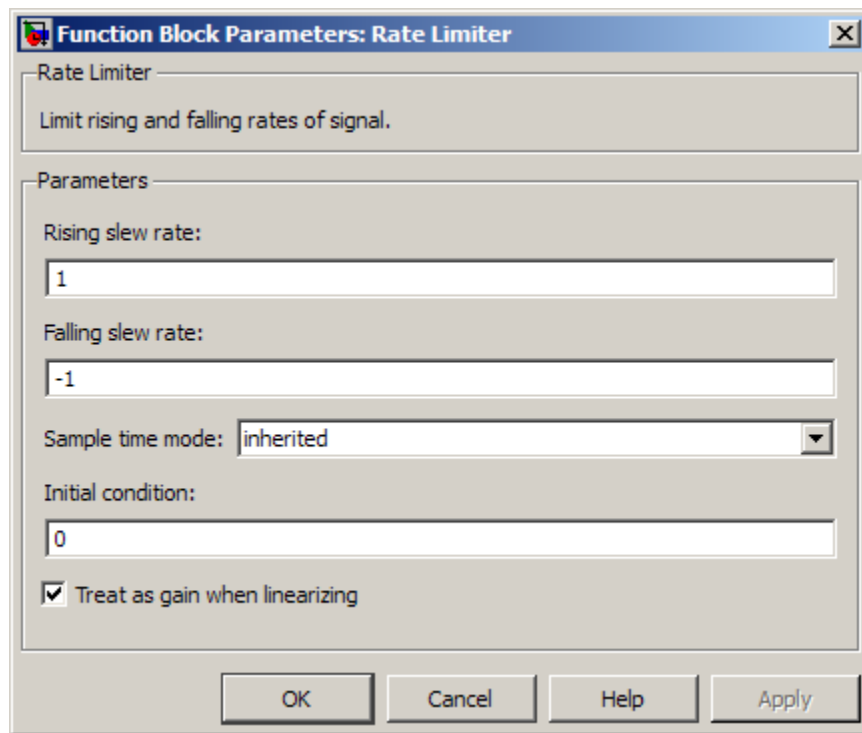 Function Block Parameters: Rate Limiter
Rate Limiter
Limit rising and falling rates of signal.
Parameters
Rising slew rate:
1
Falling slew rate:
-1
Sample time mode: inherited
Initial condition:
0
Treat as gain when linearizing
OK Cancel Help Apply